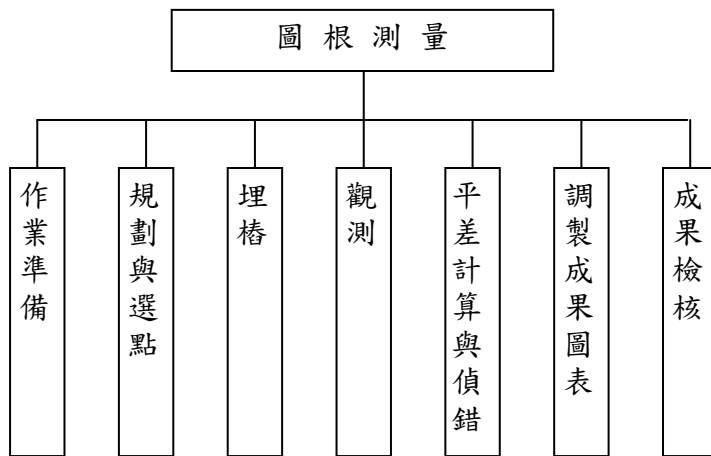 圖根測量
作業準備
規劃與選點
埋樁
觀測
平差計算與偵錯
調製成果圖表
成果檢核